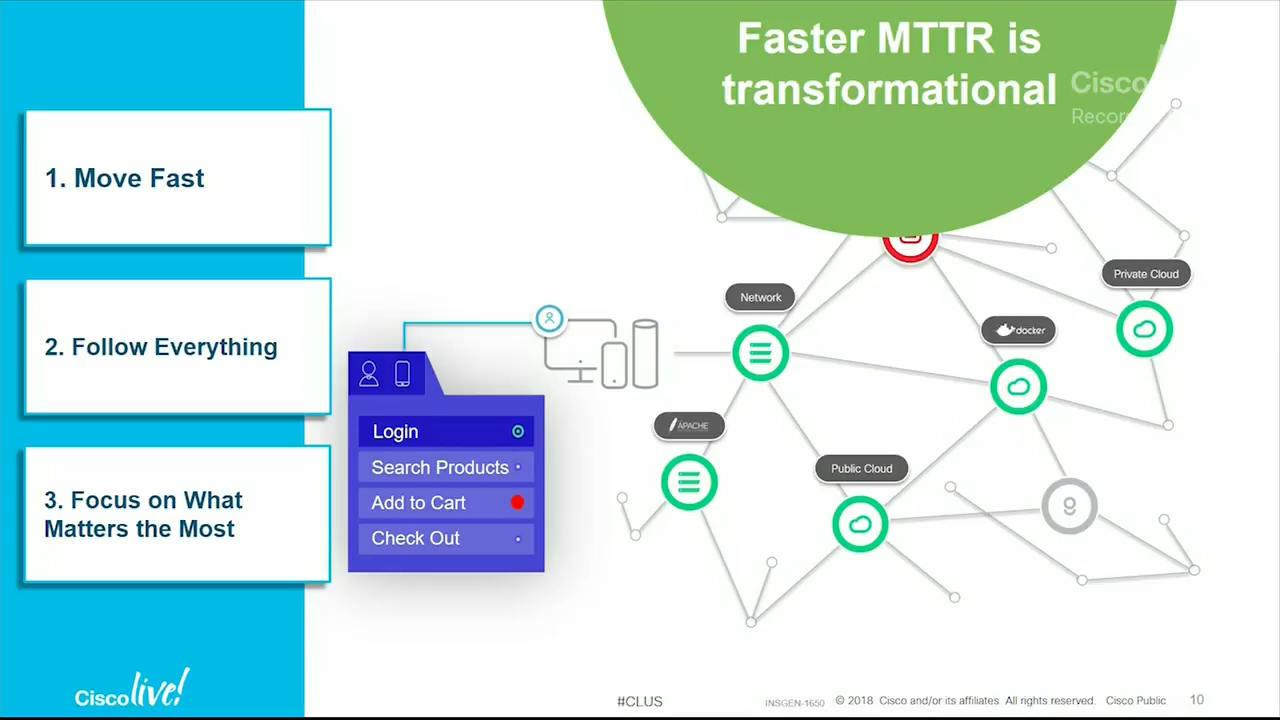 Faster MTTR is
transformational
Cisco
1. Move Fast
2. Follow Everything
3. Focus on What
Matters the Most
Login
Search Products
Add to Cart
Check Out
Network
Private Cloud
docker
APACHE
Public Cloud
Cisco live!
#CLUS
INSGEN-1650
© 2018 Cisco and/or its affiliates All rights reserved. Cisco Public
10